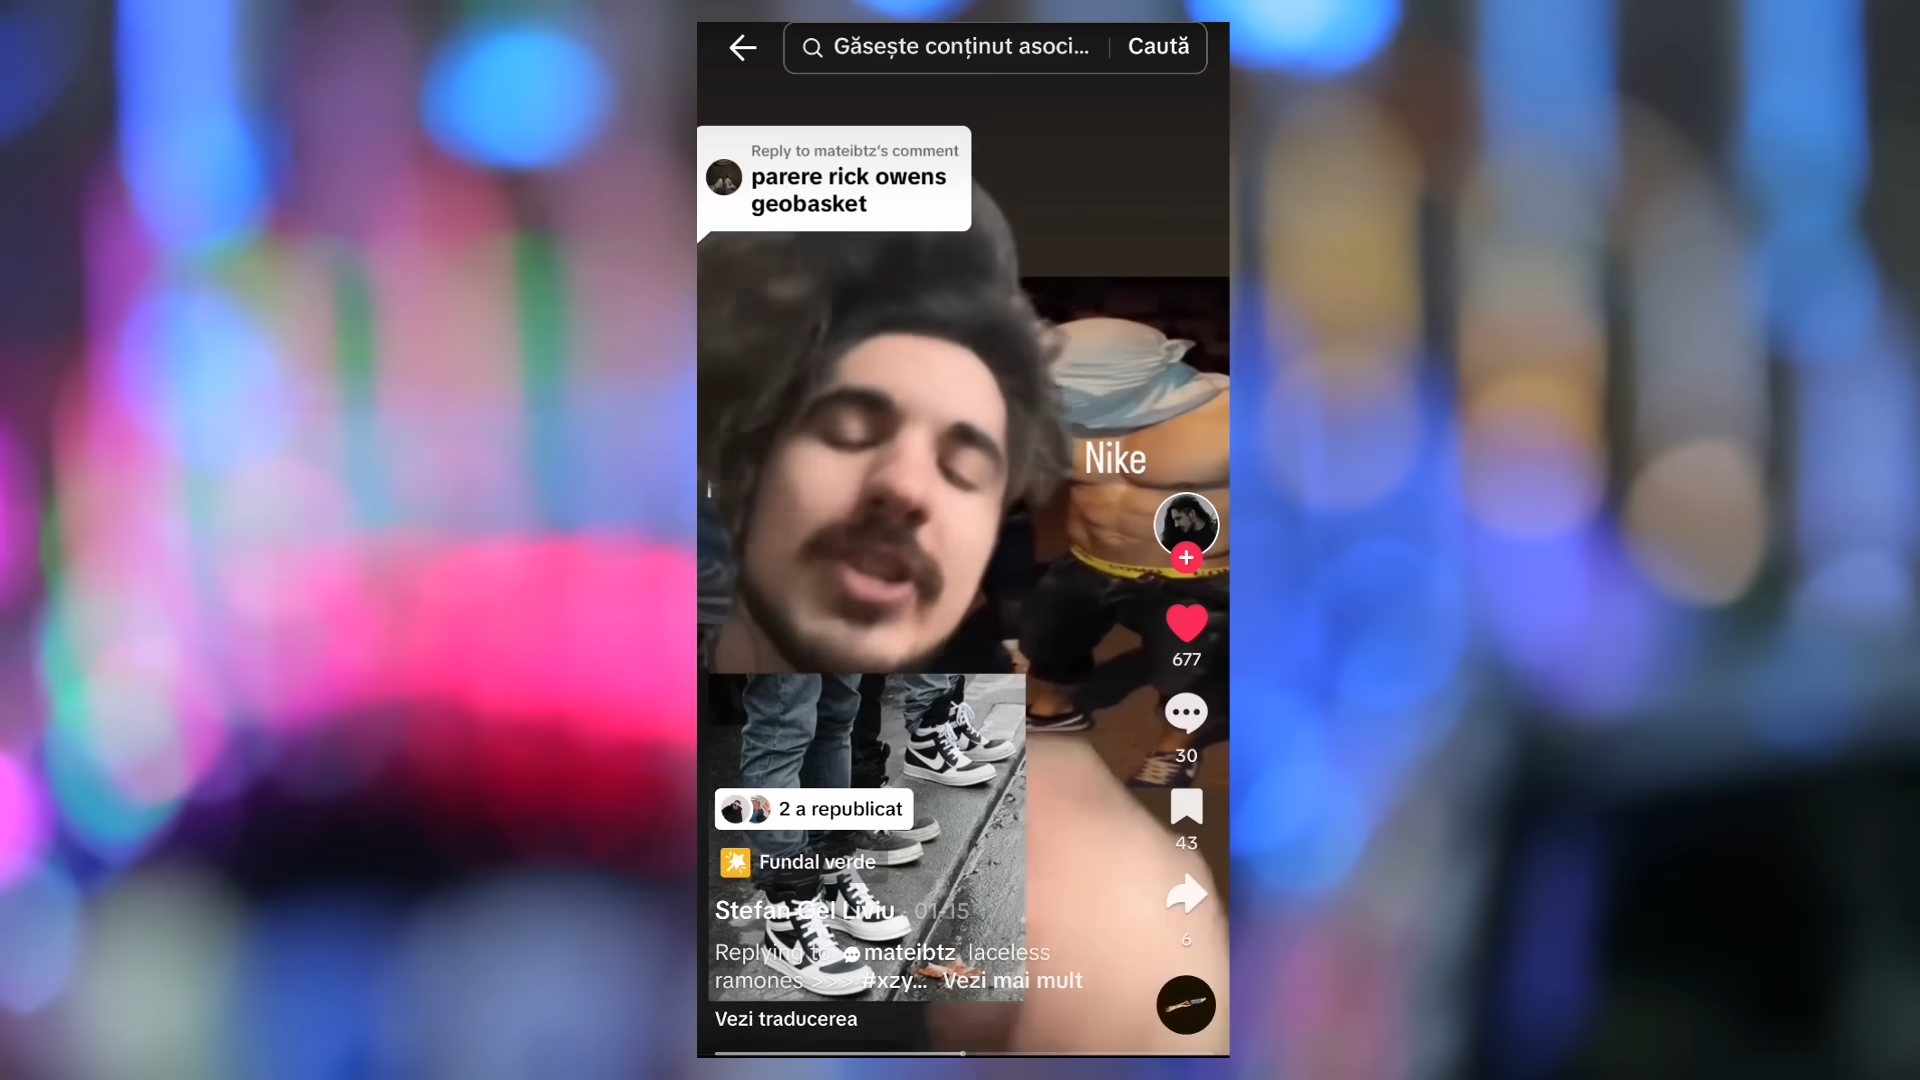 Găsește conținut asoci... Caută
Reply to mateibtz's comment
parere rick owens
geobasket
Nike
677
30
2 a republicat
43
Fundal verde
Stefan Cel Liviu · 01-15
6
Replying to mateibtz laceless
ramones >>> #xzy... Vezi mai mult
Vezi traducerea